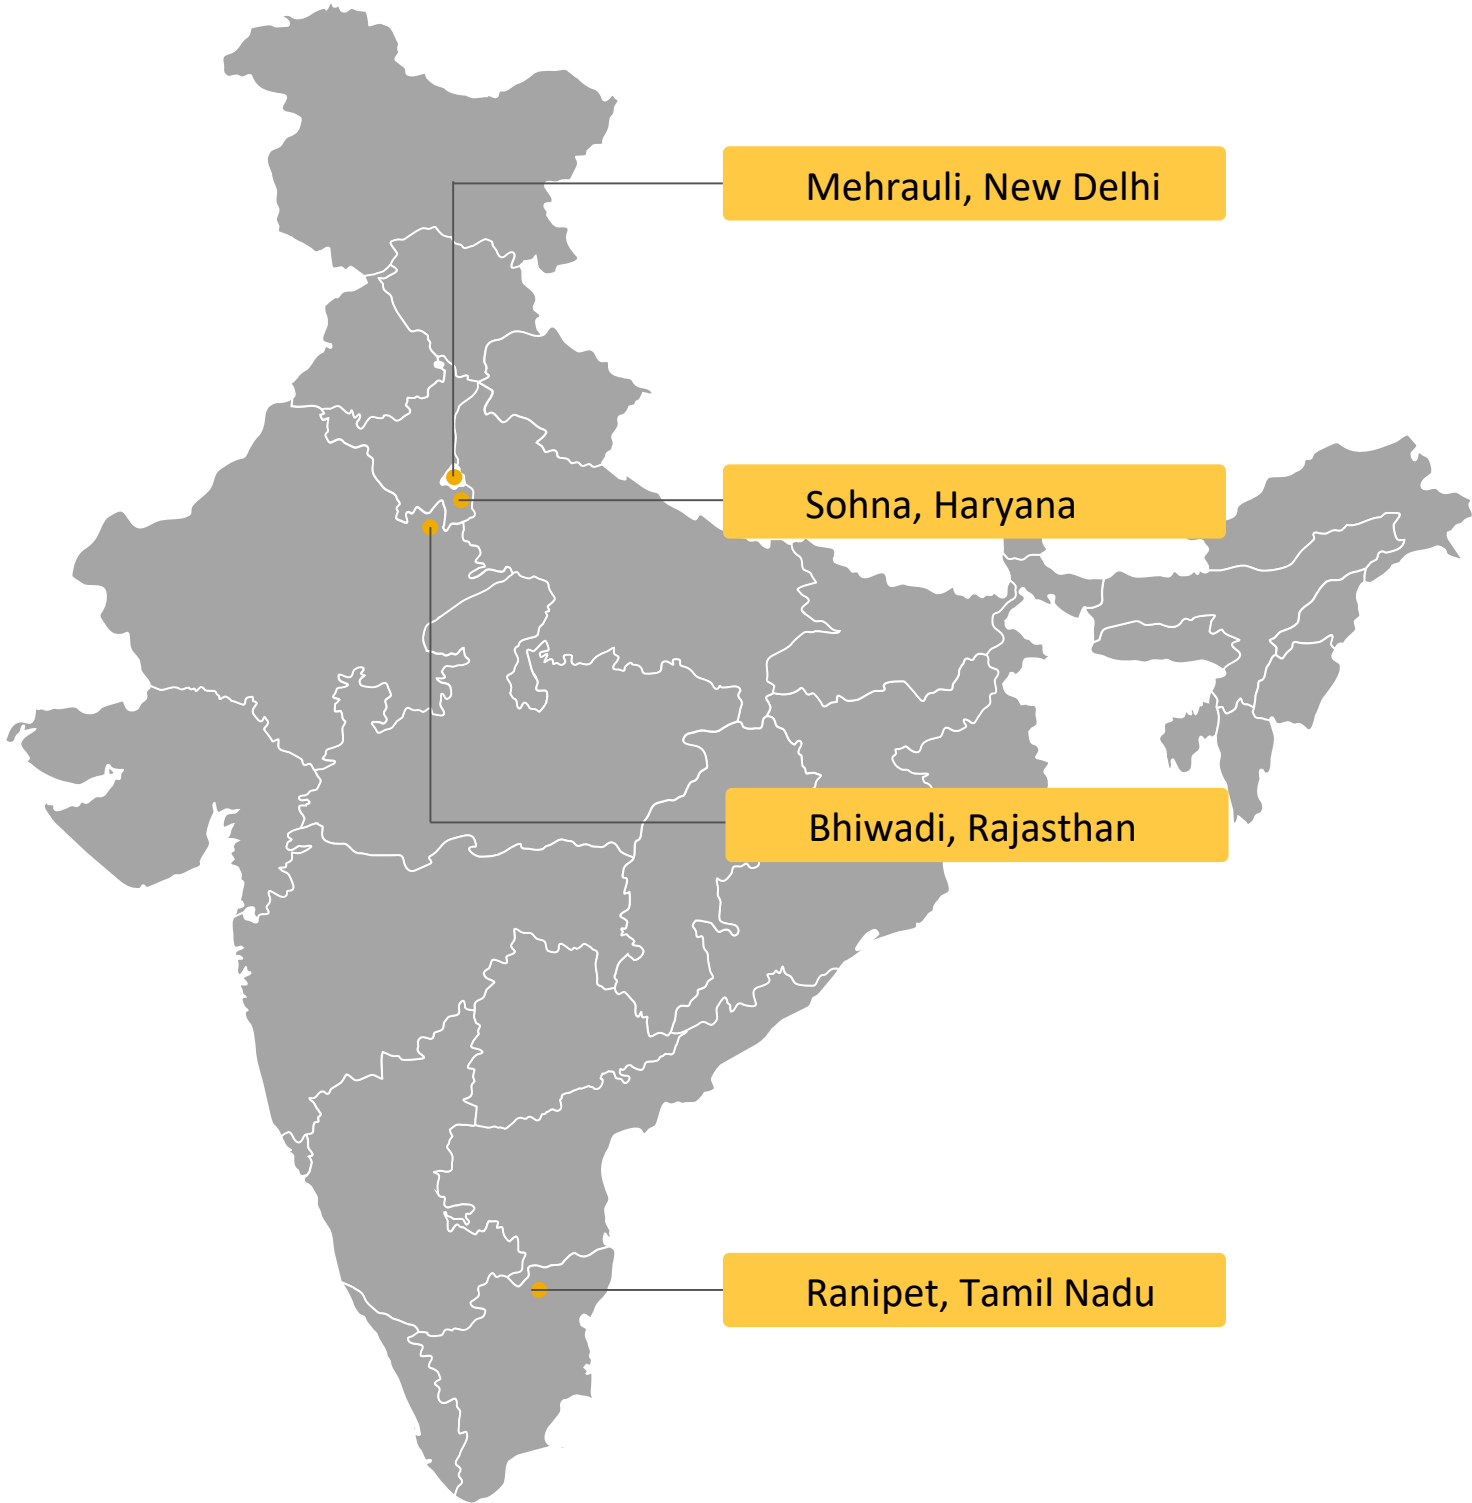 Mehrauli, New Delhi
Sohna, Haryana
Bhiwadi, Rajasthan
Ranipet, Tamil Nadu